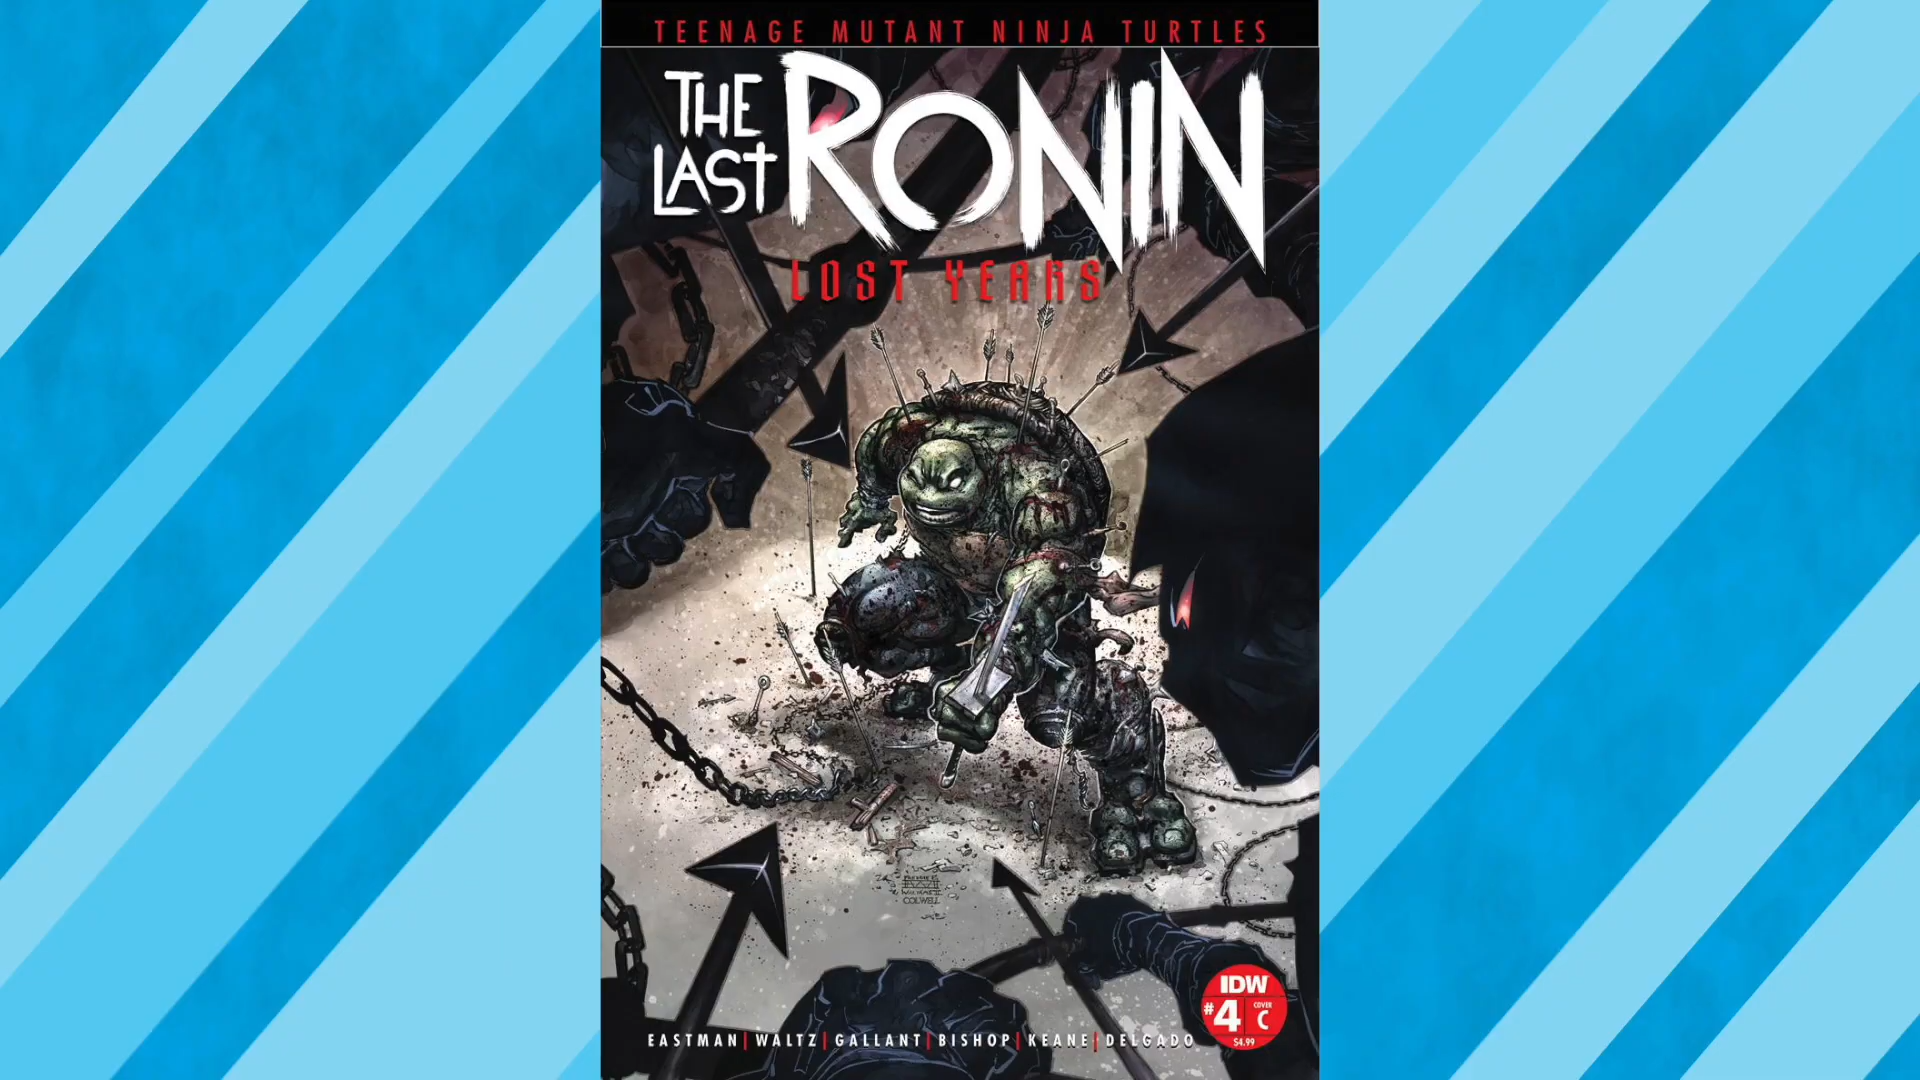 TEENAGE MUTANT NINJA TURTLES
THE
LAST
RONIN
LOST YEARS
COLWELL
IDW
#4
COVER
C
$4.99
EASTMAN | WALTZ | GALLANT | BISHOP | KEANE | DELGADO